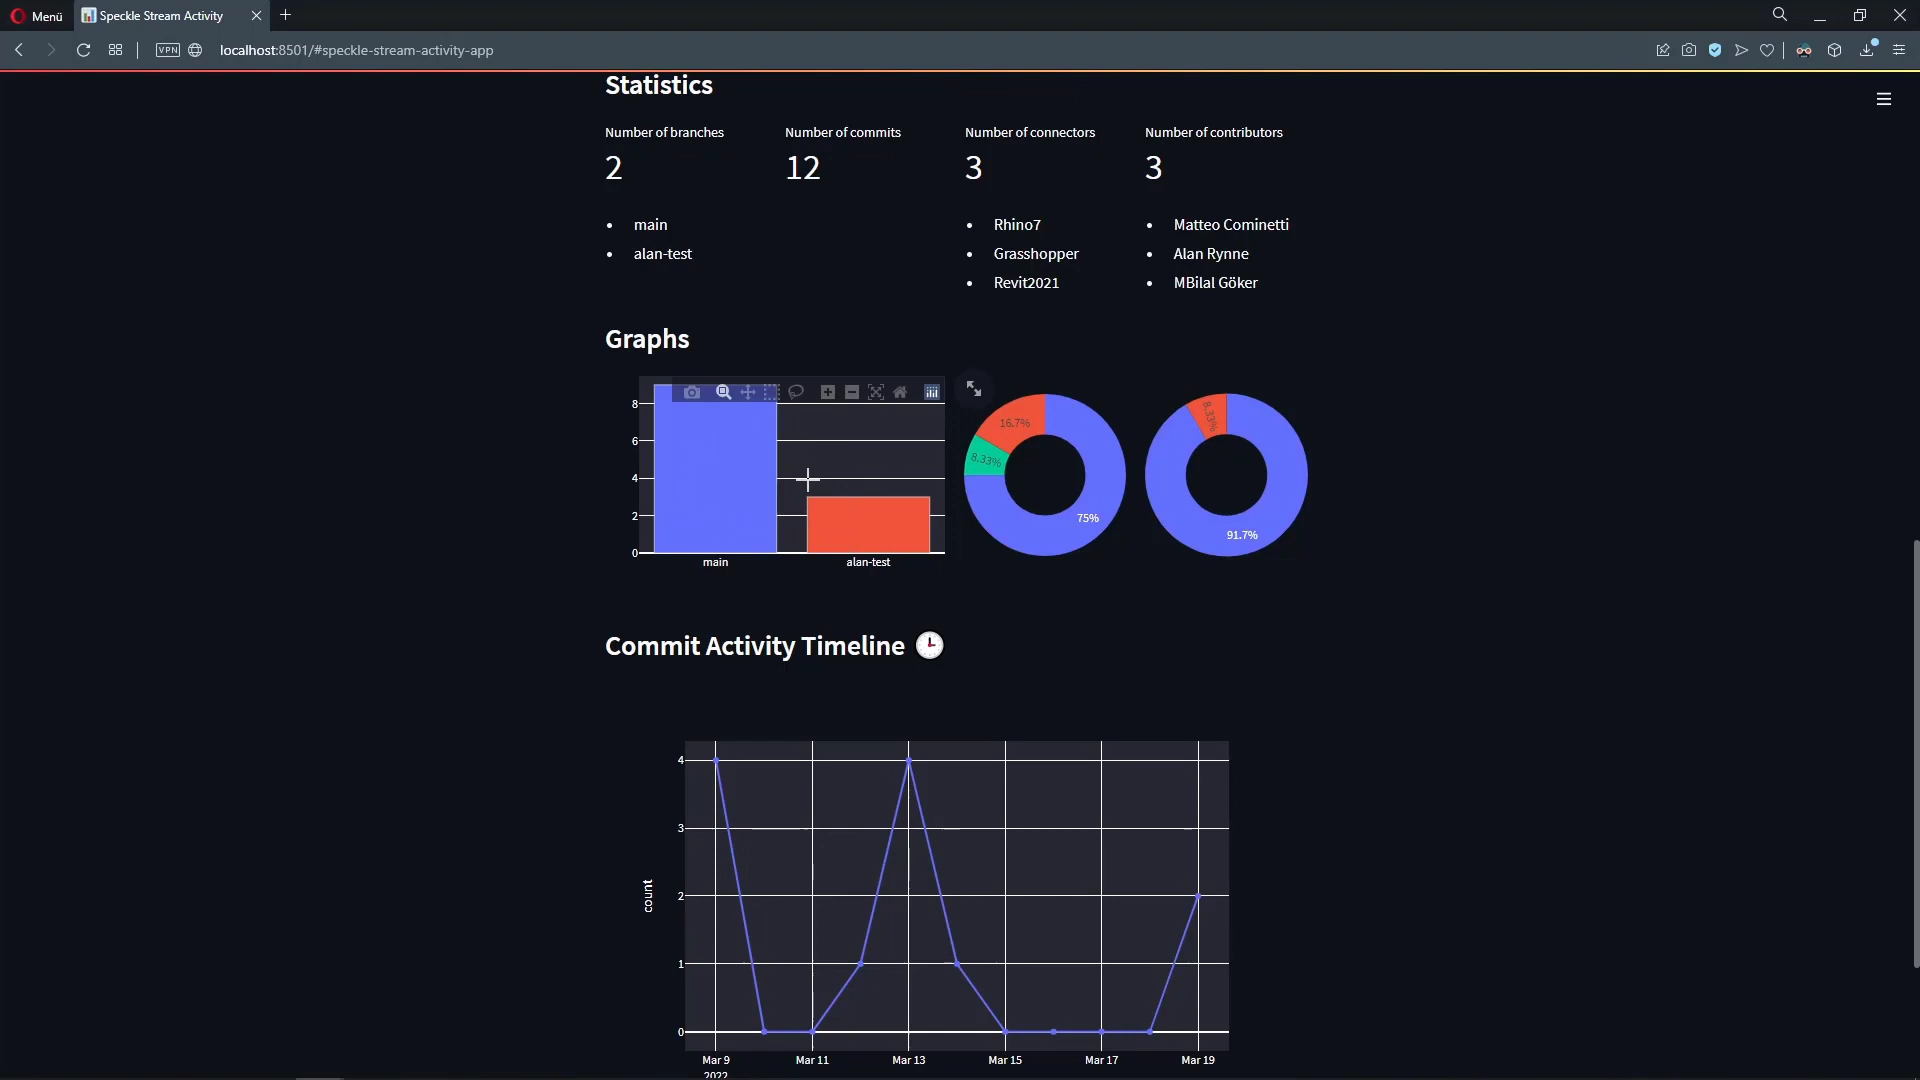 Menü
Speckle Stream Activity
VPN
localhost:8501/#speckle-stream-activity-app
Statistics
Number of branches
2
Number of commits
12
Number of connectors
3
Number of contributors
3
• main
• alan-test
• Rhino7
• Grasshopper
• Revit2021
• Matteo Cominetti
• Alan Rynne
• MBilal Göker
Graphs
8
6
4
2
0
main
alan-test
16.7%
8.33%
75%
8.33%
91.7%
Commit Activity Timeline
count
4
3
2
1
0
Mar 9
2022
Mar 11
Mar 13
Mar 15
Mar 17
Mar 19